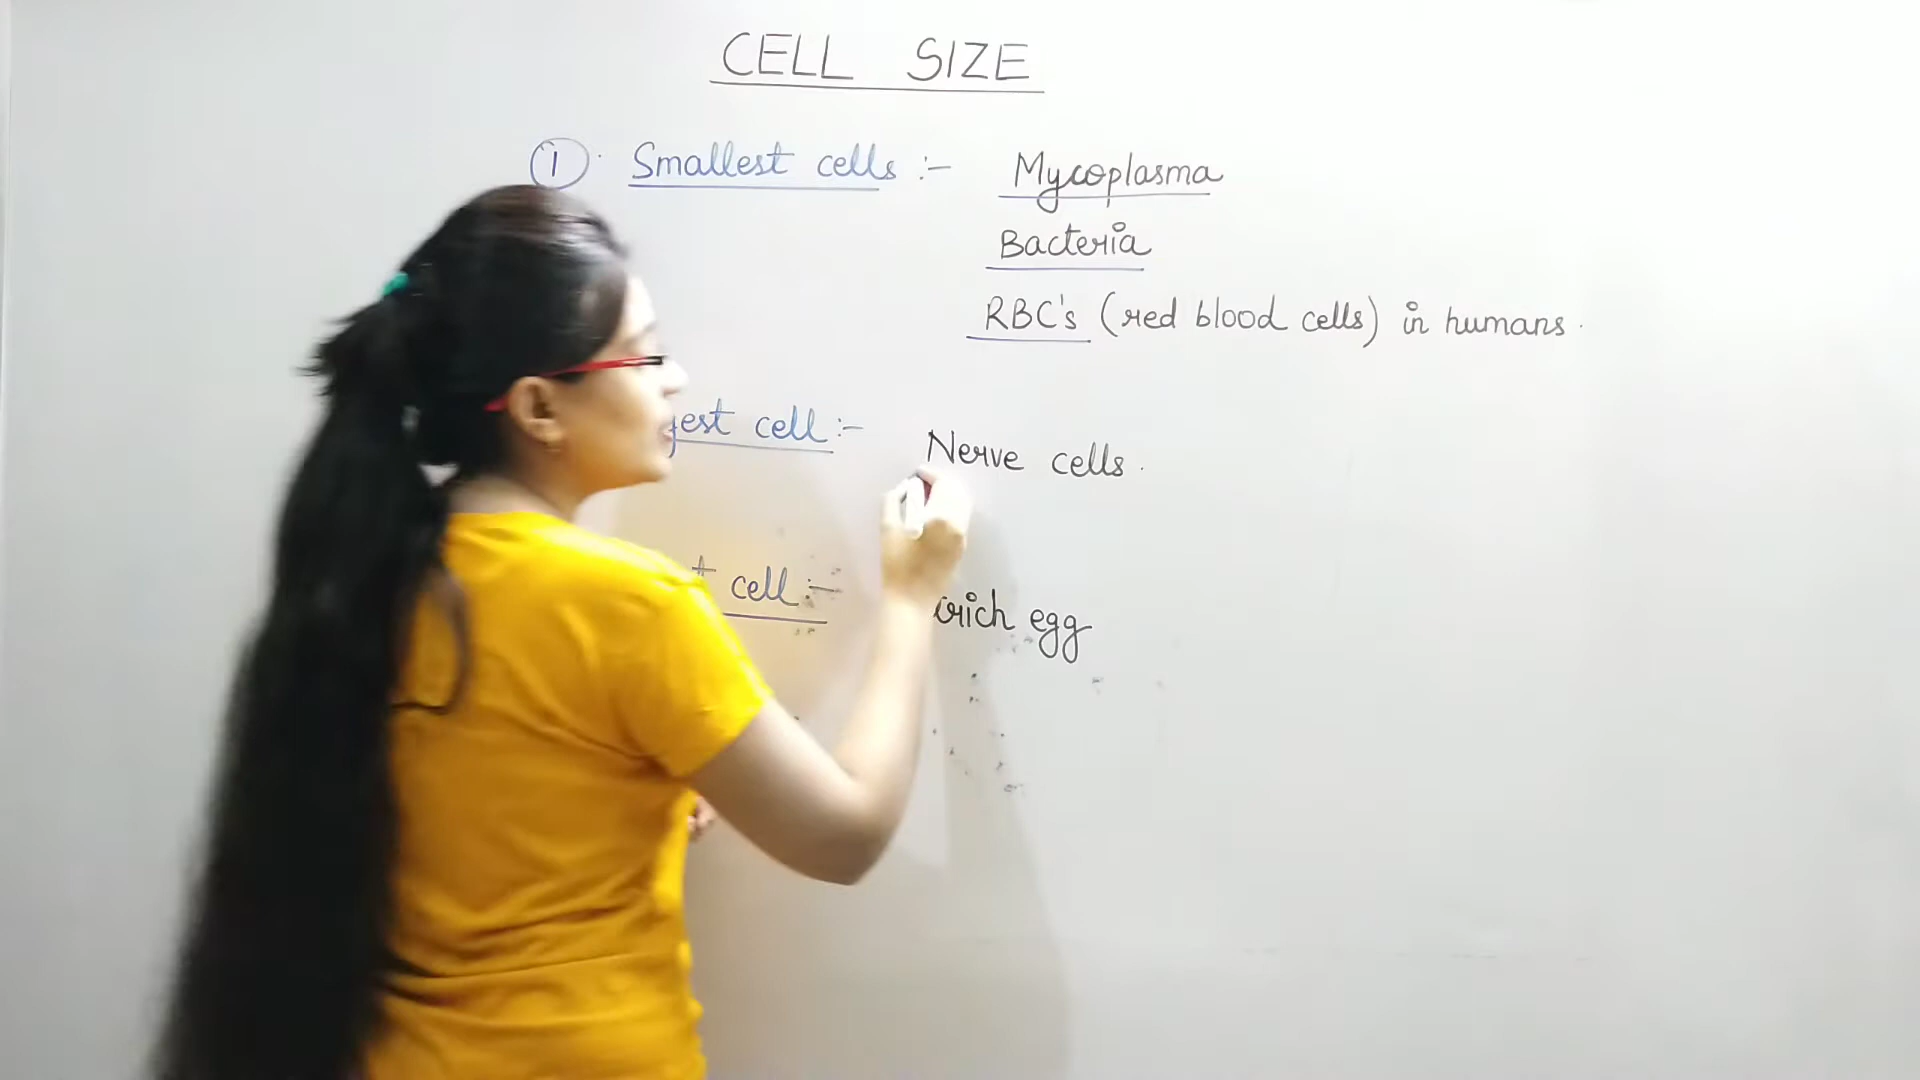 CELL SIZE
① Smallest cells :- Mycoplasma
Bacteria
RBC's (red blood cells) in humans.
gest cell :- Nerve cells.
t cell :- rich egg